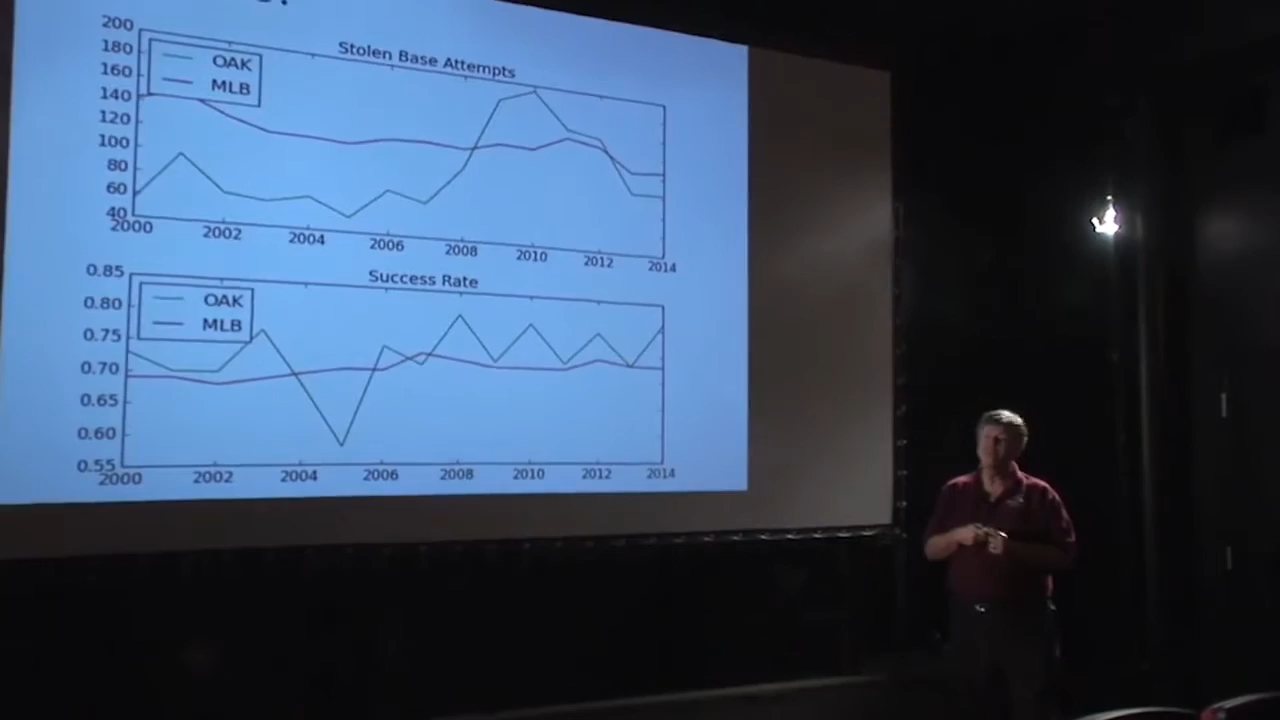 Stolen Base Attempts
200
180
160
140
120
100
80
60
40
OAK
MLB
2000 2002 2004 2006 2008 2010 2012 2014
Success Rate
0.85
0.80
0.75
0.70
0.65
0.60
0.55
OAK
MLB
2000 2002 2004 2006 2008 2010 2012 2014